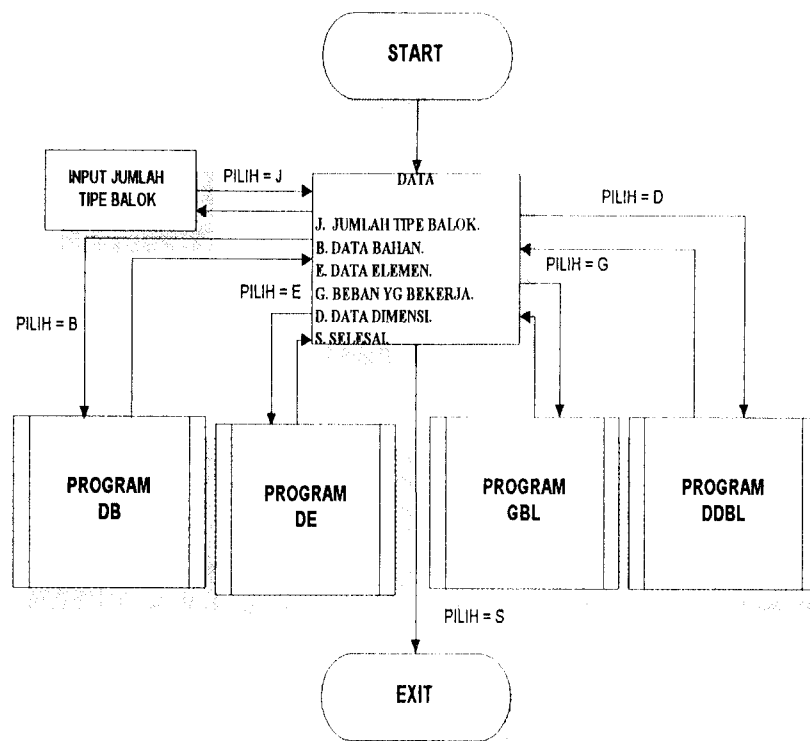 START
INPUT JUMLAH
TIPE BALOK
PILIH = J
DATA
J. JUMLAH TIPE BALOK.
B. DATA BAHAN.
E. DATA ELEMEN.
G. BEBAN YG BEKERJA.
D. DATA DIMENSI.
S. SELESAI.
PILIH = D
PILIH = G
PILIH = E
PILIH = B
PROGRAM
DB
PROGRAM
DE
PROGRAM
GBL
PROGRAM
DDBL
PILIH = S
EXIT